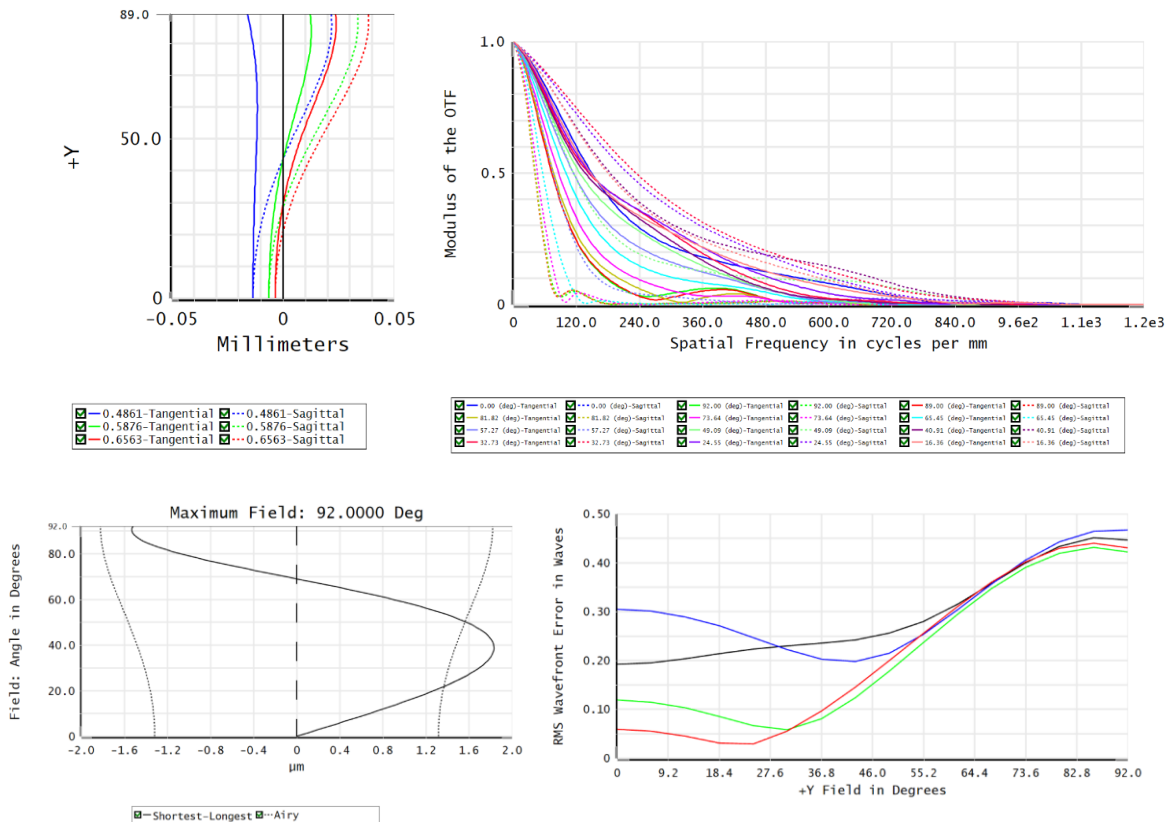 89.0
50.0
0
+Y
-0.05
0
0.05
Millimeters
0.4861-Tangential
0.4861-Sagittal
0.5876-Tangential
0.5876-Sagittal
0.6563-Tangential
0.6563-Sagittal
1.0
0.5
0
Modulus of the OTF
0
120.0
240.0
360.0
480.0
600.0
720.0
840.0
9.6e2
1.1e3
1.2e3
Spatial Frequency in cycles per mm
0.00 (deg)-Tangential
0.00 (deg)-Sagittal
92.00 (deg)-Tangential
92.00 (deg)-Sagittal
89.00 (deg)-Tangential
89.00 (deg)-Sagittal
81.82 (deg)-Tangential
81.82 (deg)-Sagittal
73.64 (deg)-Tangential
73.64 (deg)-Sagittal
65.45 (deg)-Tangential
65.45 (deg)-Sagittal
57.27 (deg)-Tangential
57.27 (deg)-Sagittal
49.09 (deg)-Tangential
49.09 (deg)-Sagittal
40.91 (deg)-Tangential
40.91 (deg)-Sagittal
32.73 (deg)-Tangential
32.73 (deg)-Sagittal
24.55 (deg)-Tangential
24.55 (deg)-Sagittal
16.36 (deg)-Tangential
16.36 (deg)-Sagittal
Maximum Field: 92.0000 Deg
92.0
80.0
60.0
40.0
20.0
0
Field: Angle in Degrees
-2.0
-1.6
-1.2
-0.8
-0.4
0
0.4
0.8
1.2
1.6
2.0
µm
Shortest-Longest
Airy
0.50
0.40
0.30
0.20
0.10
0
RMS Wavefront Error in Waves
0
9.2
18.4
27.6
36.8
46.0
55.2
64.4
73.6
82.8
92.0
+Y Field in Degrees